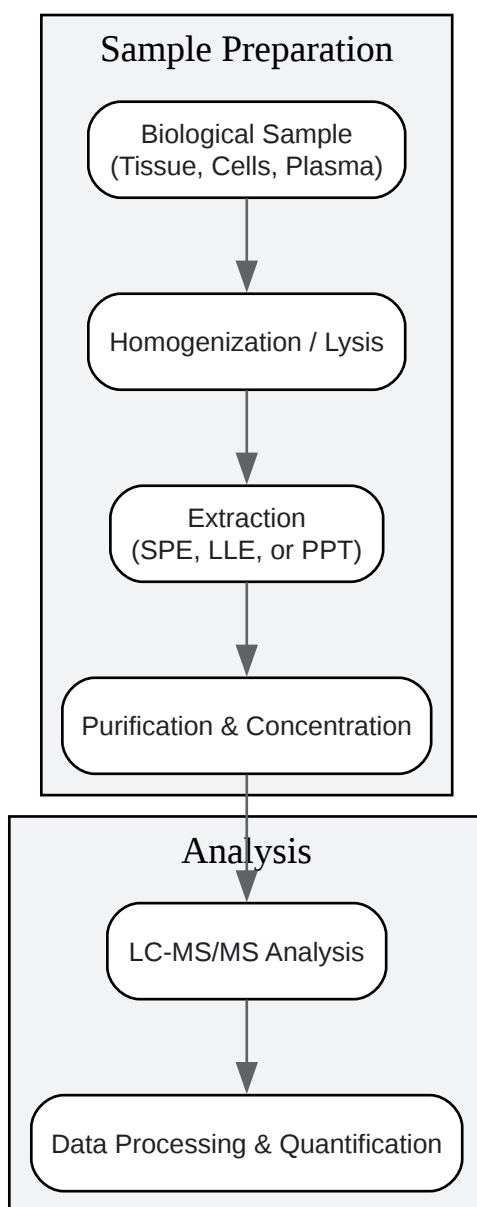 Sample Preparation
Biological Sample
(Tissue, Cells, Plasma)
Homogenization / Lysis
Extraction
(SPE, LLE, or PPT)
Purification & Concentration
Analysis
LC-MS/MS Analysis
Data Processing & Quantification